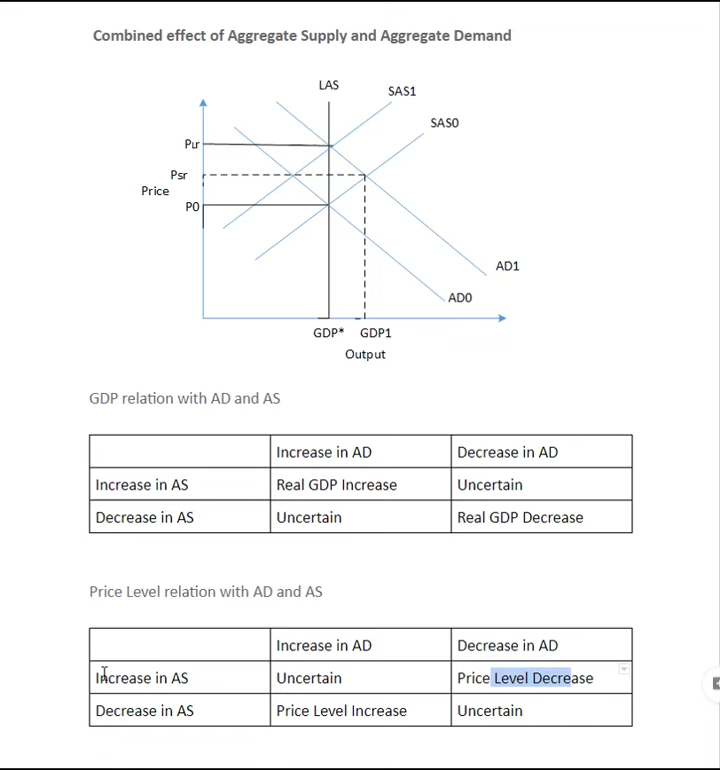 Combined effect of Aggregate Supply and Aggregate Demand
LAS
SAS1
SAS0
Plr
Psr
Price
P0
AD1
AD0
GDP* GDP1
Output
GDP relation with AD and AS
Increase in AD Decrease in AD
Increase in AS Real GDP Increase Uncertain
Decrease in AS Uncertain Real GDP Decrease
Price Level relation with AD and AS
Increase in AD Decrease in AD
Increase in AS Uncertain Price Level Decrease
Decrease in AS Price Level Increase Uncertain